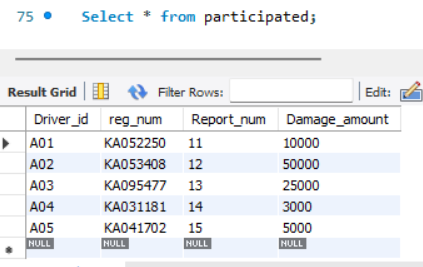 75 Select * from participated;
Result Grid Filter Rows: Edit:
Driver_id reg_num Report_num Damage_amount
A01 KA052250 11 10000
A02 KA053408 12 50000
A03 KA095477 13 25000
A04 KA031181 14 3000
A05 KA041702 15 5000
NULL NULL NULL NULL